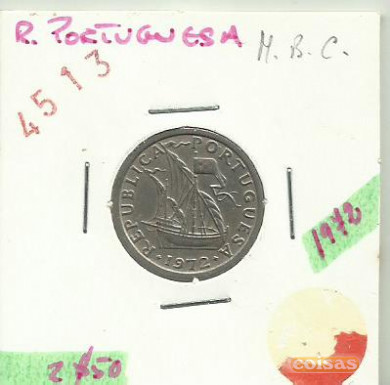 R. PORTUGUESA
M. B. C.
4513
REPUBLICA PORTUGUESA
·1972·
1972
2$50
coisas